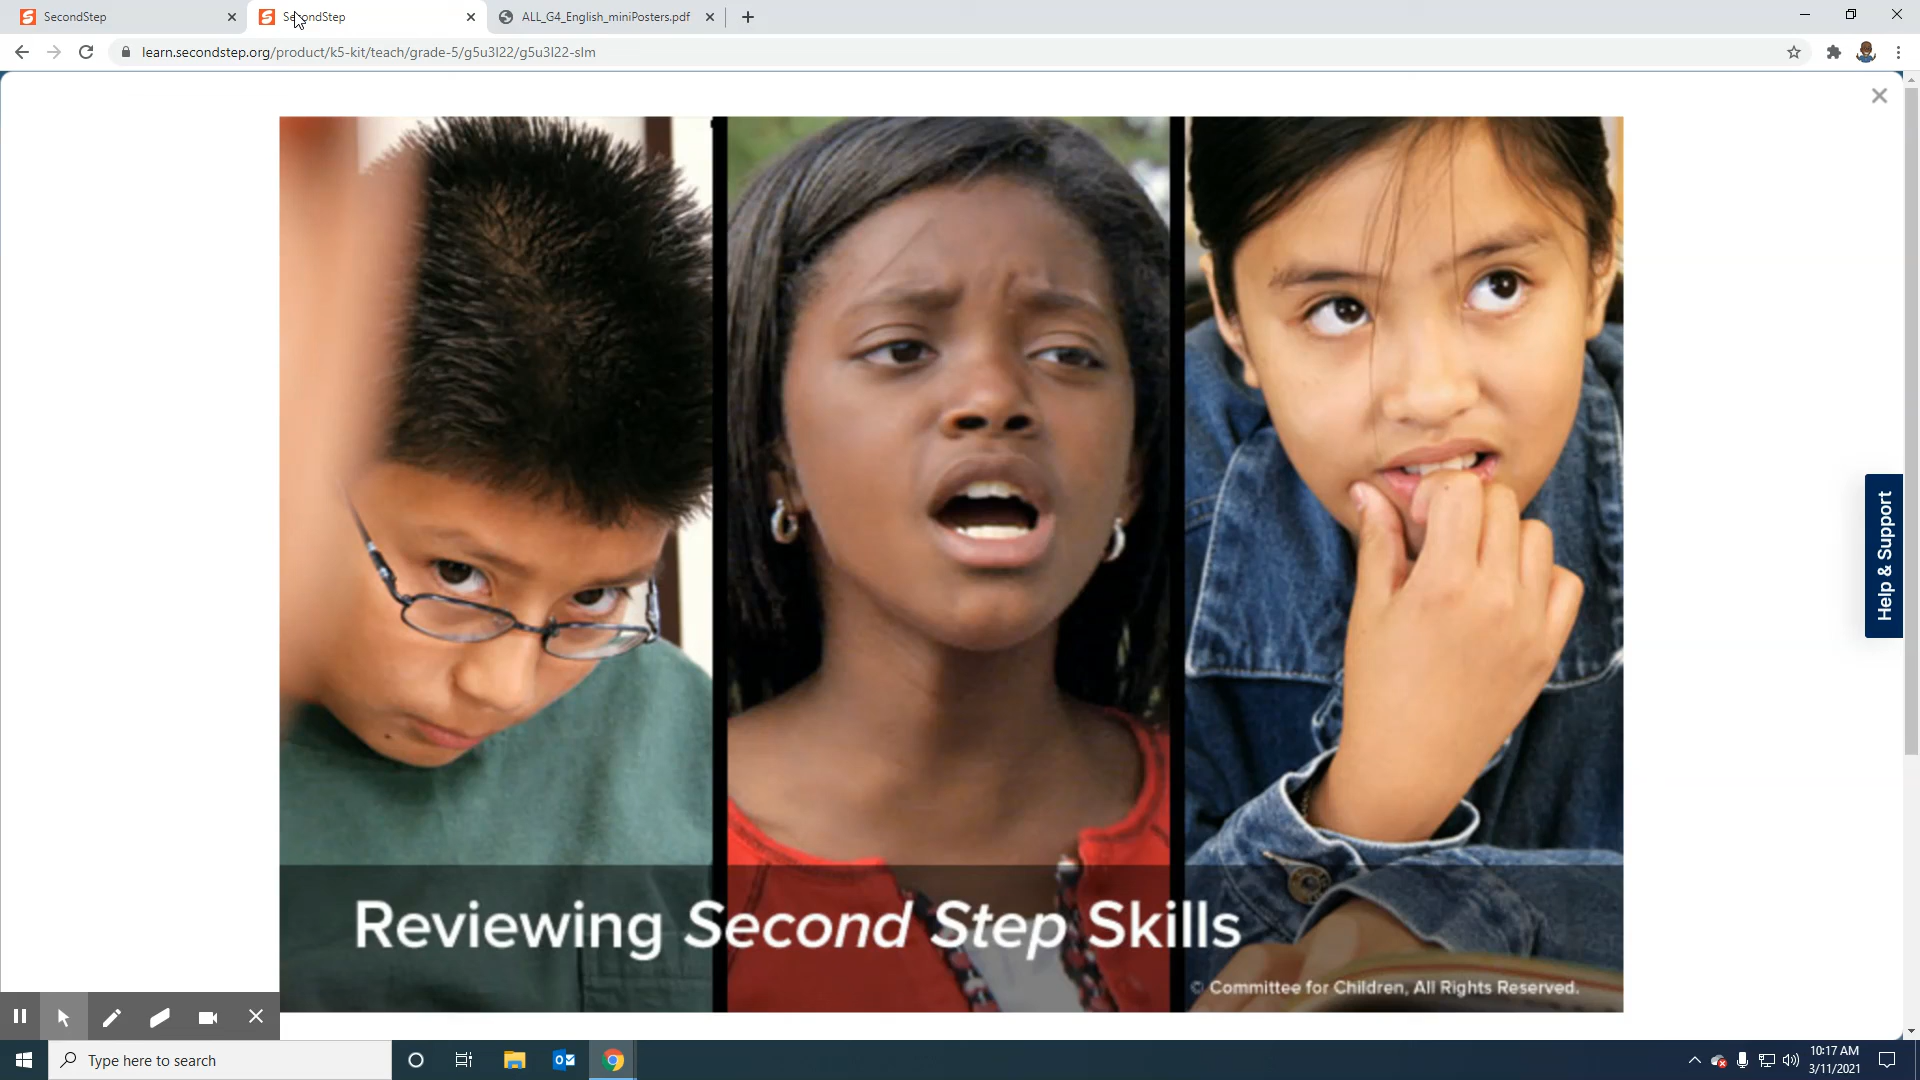 SecondStep
SecondStep
ALL_G4_English_miniPosters.pdf
learn.secondstep.org/product/k5-kit/teach/grade-5/g5u3l22/g5u3l22-slm
Help & Support
Reviewing Second Step Skills
© Committee for Children, All Rights Reserved.
Type here to search
10:17 AM
3/11/2021